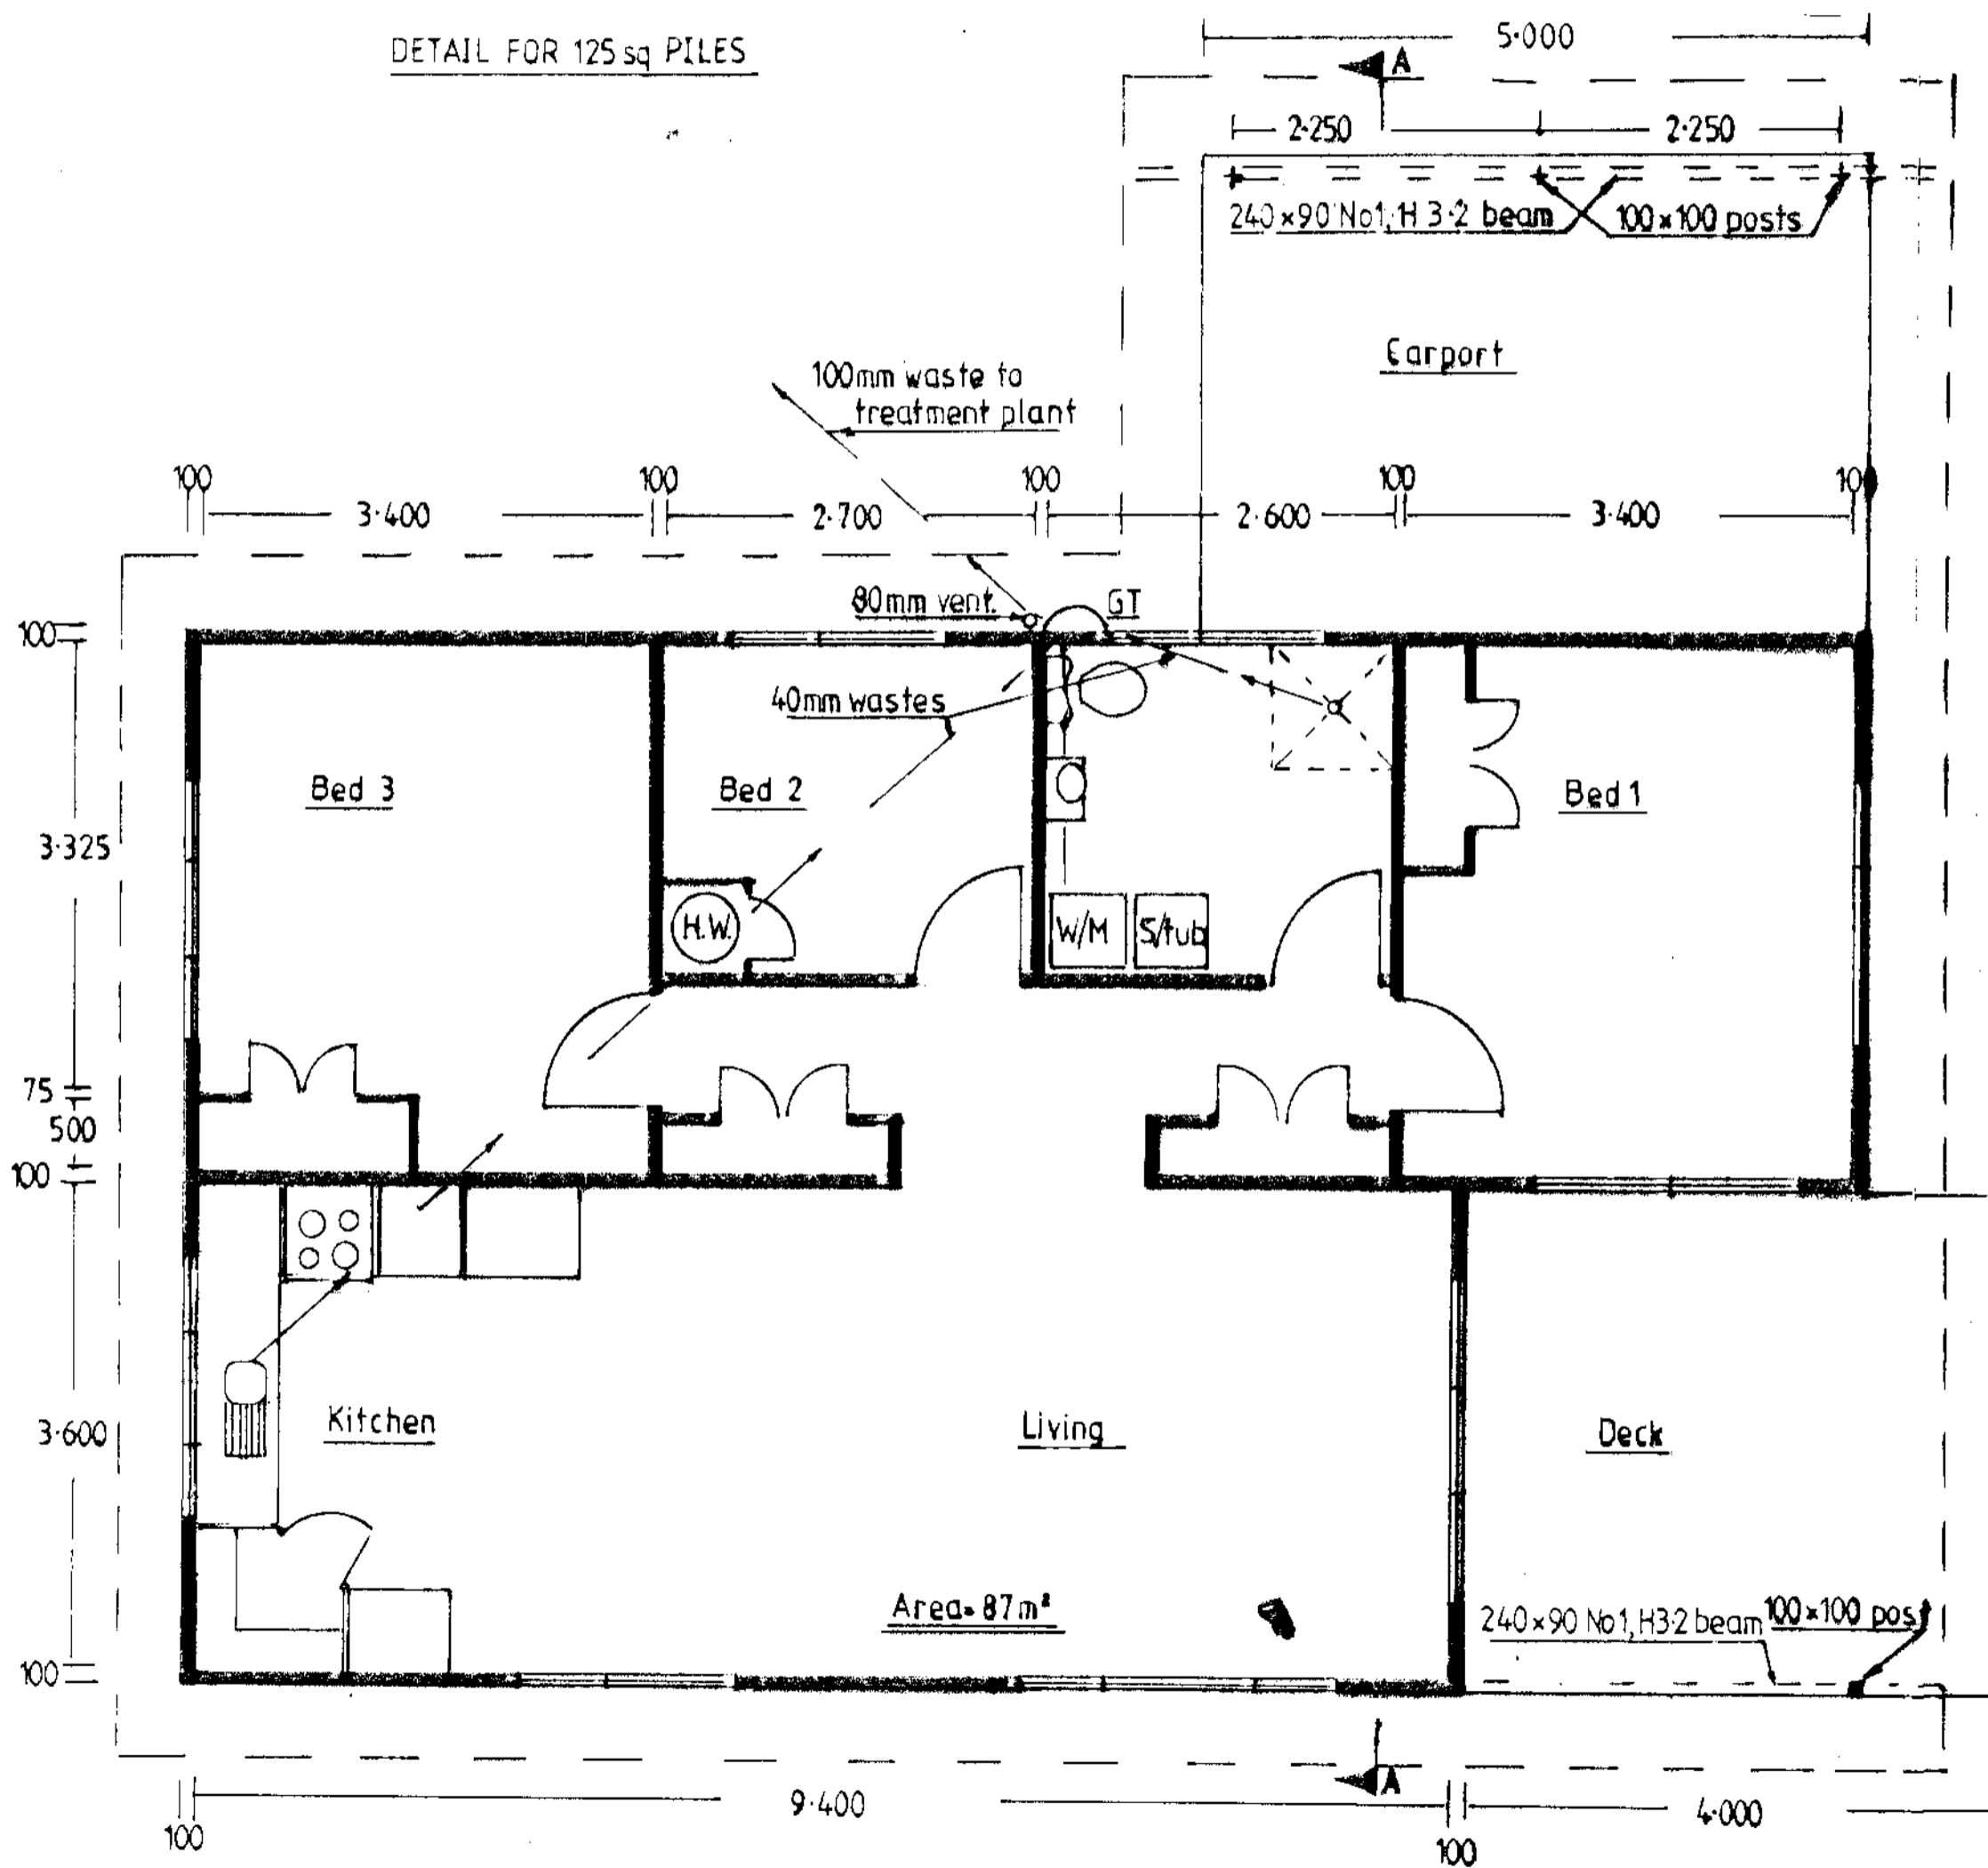 DETAIL FOR 125 sq PILES
5·000
A
2·250
2·250
240×90 No1, H 3·2 beam
100×100 posts
Carport
100mm waste to
treatment plant
100
100
100
100
3·400
2·700
2·600
3·400
80mm vent.
GT
100
40mm wastes
Bed 3
Bed 2
Bed 1
3·325
H.W.
W/M
S/tub
75
500
100
Kitchen
Living
Deck
3·600
Area= 87m²
240×90 No1, H3·2 beam
100×100
100
A
9·400
4·000
100
100